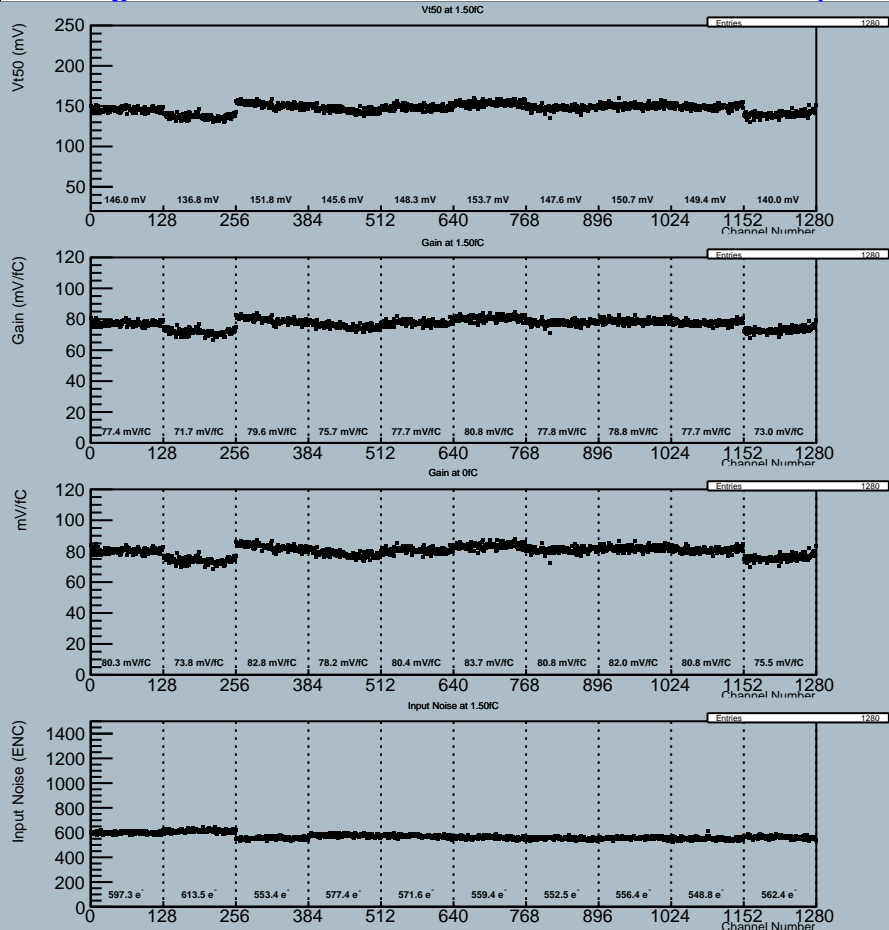 Vt50 at 1.50fC
Entries 1280
Vt50 (mV)
250
200
150
100
50
146.0 mV 136.8 mV 151.8 mV 145.6 mV 148.3 mV 153.7 mV 147.6 mV 150.7 mV 149.4 mV 140.0 mV
0 128 256 384 512 640 768 896 1024 1152 1280
Channel Number
Gain at 1.50fC
Entries 1280
Gain (mV/fC)
120
100
80
60
40
20
0
77.4 mV/fC 71.7 mV/fC 79.6 mV/fC 75.7 mV/fC 77.7 mV/fC 80.8 mV/fC 77.8 mV/fC 78.8 mV/fC 77.7 mV/fC 73.0 mV/fC
0 128 256 384 512 640 768 896 1024 1152 1280
Channel Number
Gain at 0fC
Entries 1280
mV/fC
120
100
80
60
40
20
0
80.3 mV/fC 73.8 mV/fC 82.8 mV/fC 78.2 mV/fC 80.4 mV/fC 83.7 mV/fC 80.8 mV/fC 82.0 mV/fC 80.8 mV/fC 75.5 mV/fC
0 128 256 384 512 640 768 896 1024 1152 1280
Channel Number
Input Noise at 1.50fC
Entries 1280
Input Noise (ENC)
1400
1200
1000
800
600
400
200
0
597.3 e⁻ 613.5 e⁻ 553.4 e⁻ 577.4 e⁻ 571.6 e⁻ 559.4 e⁻ 552.5 e⁻ 556.4 e⁻ 548.8 e⁻ 562.4 e⁻
0 128 256 384 512 640 768 896 1024 1152 1280
Channel Number